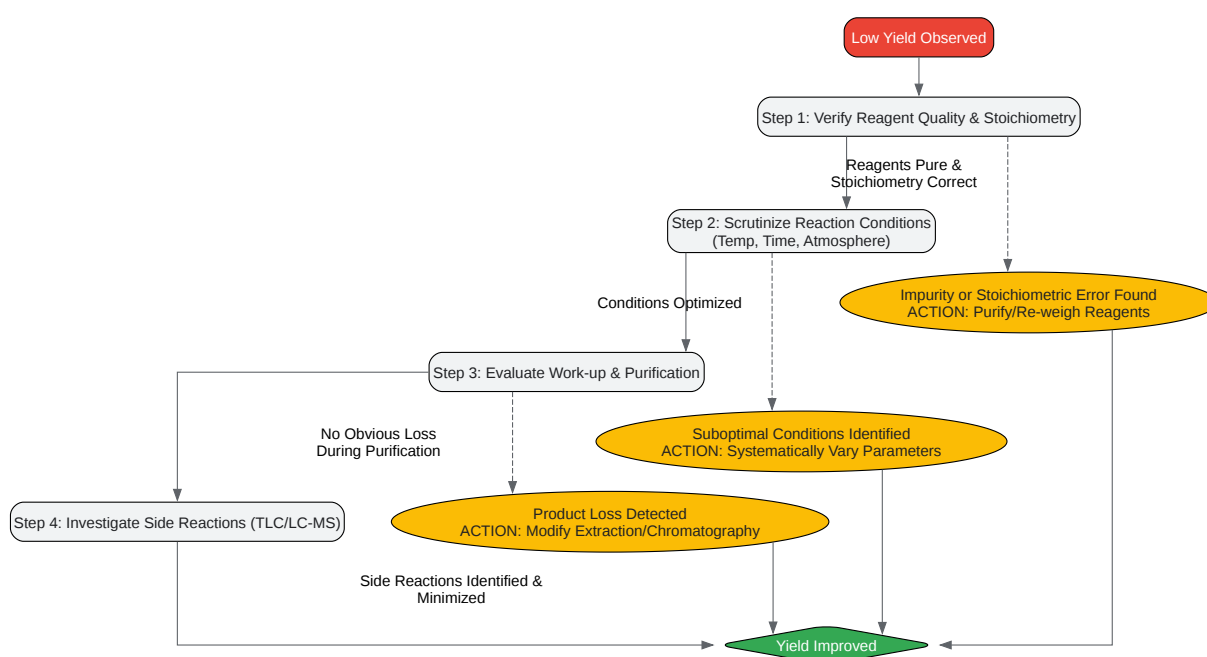 Low Yield Observed
Step 1: Verify Reagent Quality & Stoichiometry
Reagents Pure &
Stoichiometry Correct
Step 2: Scrutinize Reaction Conditions
(Temp, Time, Atmosphere)
Impurity or Stoichiometric Error Found
ACTION: Purify/Re-weigh Reagents
Conditions Optimized
Step 3: Evaluate Work-up & Purification
No Obvious Loss
During Purification
Suboptimal Conditions Identified
ACTION: Systematically Vary Parameters
Step 4: Investigate Side Reactions (TLC/LC-MS)
Product Loss Detected
ACTION: Modify Extraction/Chromatography
Side Reactions Identified &
Minimized
Yield Improved